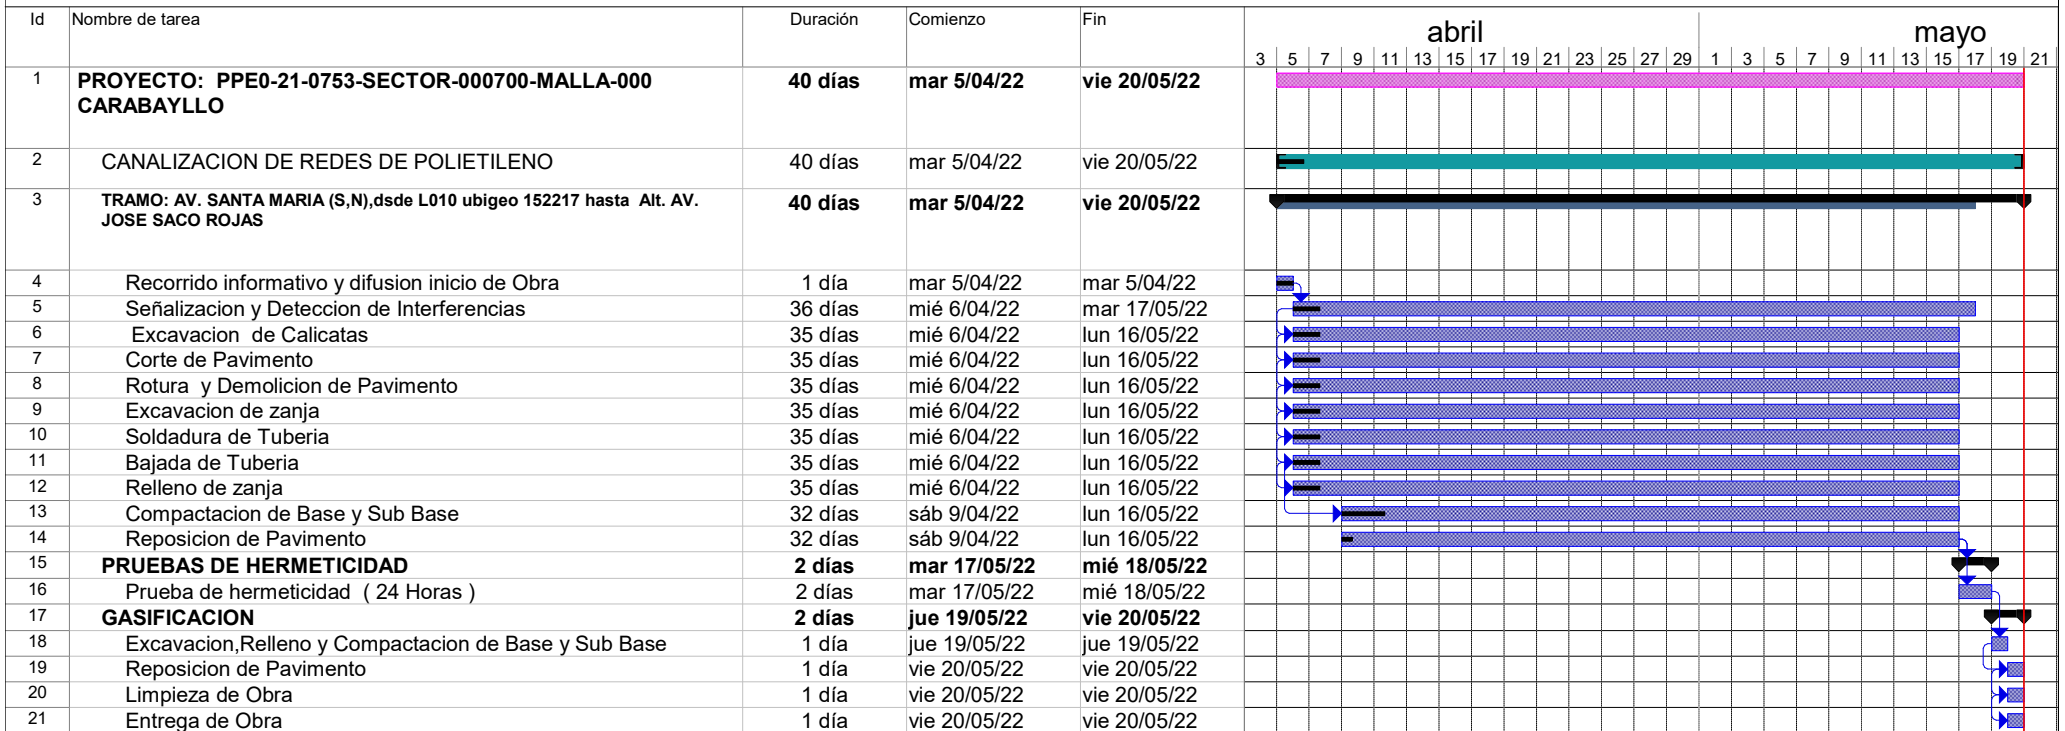 Id Nombre de tarea Duración Comienzo Fin abril mayo
3 5 7 9 11 13 15 17 19 21 23 25 27 29 1 3 5 7 9 11 13 15 17 19 21
1 PROYECTO: PPE0-21-0753-SECTOR-000700-MALLA-000 40 días mar 5/04/22 vie 20/05/22
CARABAYLLO
2 CANALIZACION DE REDES DE POLIETILENO 40 días mar 5/04/22 vie 20/05/22
3 TRAMO: AV. SANTA MARIA (S,N),dsde L010 ubigeo 152217 hasta Alt. AV. 40 días mar 5/04/22 vie 20/05/22
JOSE SACO ROJAS
4 Recorrido informativo y difusion inicio de Obra 1 día mar 5/04/22 mar 5/04/22
5 Señalizacion y Deteccion de Interferencias 36 días mié 6/04/22 mar 17/05/22
6 Excavacion de Calicatas 35 días mié 6/04/22 lun 16/05/22
7 Corte de Pavimento 35 días mié 6/04/22 lun 16/05/22
8 Rotura y Demolicion de Pavimento 35 días mié 6/04/22 lun 16/05/22
9 Excavacion de zanja 35 días mié 6/04/22 lun 16/05/22
10 Soldadura de Tuberia 35 días mié 6/04/22 lun 16/05/22
11 Bajada de Tuberia 35 días mié 6/04/22 lun 16/05/22
12 Relleno de zanja 35 días mié 6/04/22 lun 16/05/22
13 Compactacion de Base y Sub Base 32 días sáb 9/04/22 lun 16/05/22
14 Reposicion de Pavimento 32 días sáb 9/04/22 lun 16/05/22
15 PRUEBAS DE HERMETICIDAD 2 días mar 17/05/22 mié 18/05/22
16 Prueba de hermeticidad ( 24 Horas ) 2 días mar 17/05/22 mié 18/05/22
17 GASIFICACION 2 días jue 19/05/22 vie 20/05/22
18 Excavacion,Relleno y Compactacion de Base y Sub Base 1 día jue 19/05/22 jue 19/05/22
19 Reposicion de Pavimento 1 día vie 20/05/22 vie 20/05/22
20 Limpieza de Obra 1 día vie 20/05/22 vie 20/05/22
21 Entrega de Obra 1 día vie 20/05/22 vie 20/05/22